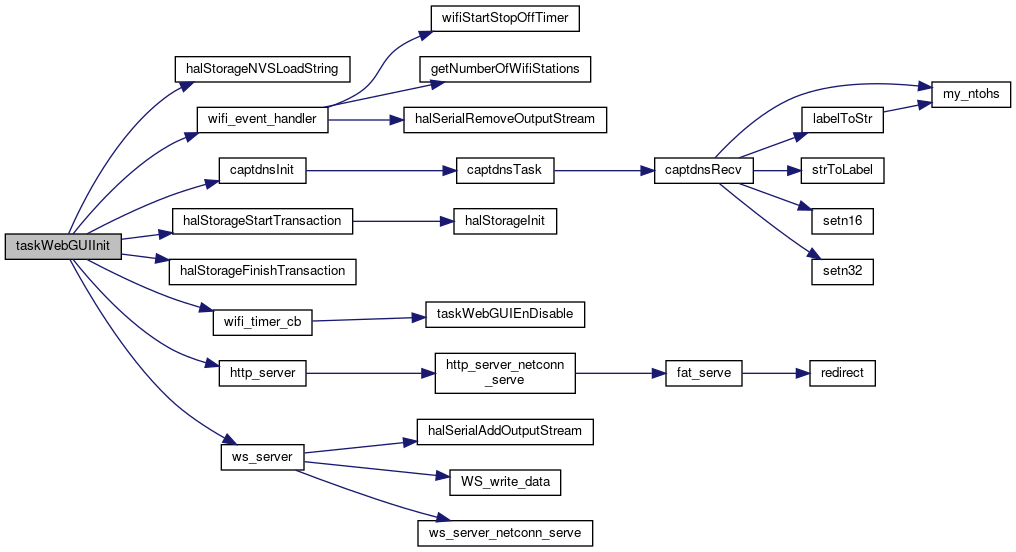 wifiStartStopOffTimer
halStorageNVSLoadString
getNumberOfWifiStations
my_ntohs
wifi_event_handler
halSerialRemoveOutputStream
labelToStr
captdnsInit
captdnsTask
captdnsRecv
strToLabel
halStorageStartTransaction
halStorageInit
setn16
taskWebGUIInit
halStorageFinishTransaction
setn32
wifi_timer_cb
taskWebGUIEnDisable
http_server
http_server_netconn
_serve
fat_serve
redirect
halSerialAddOutputStream
ws_server
WS_write_data
ws_server_netconn_serve